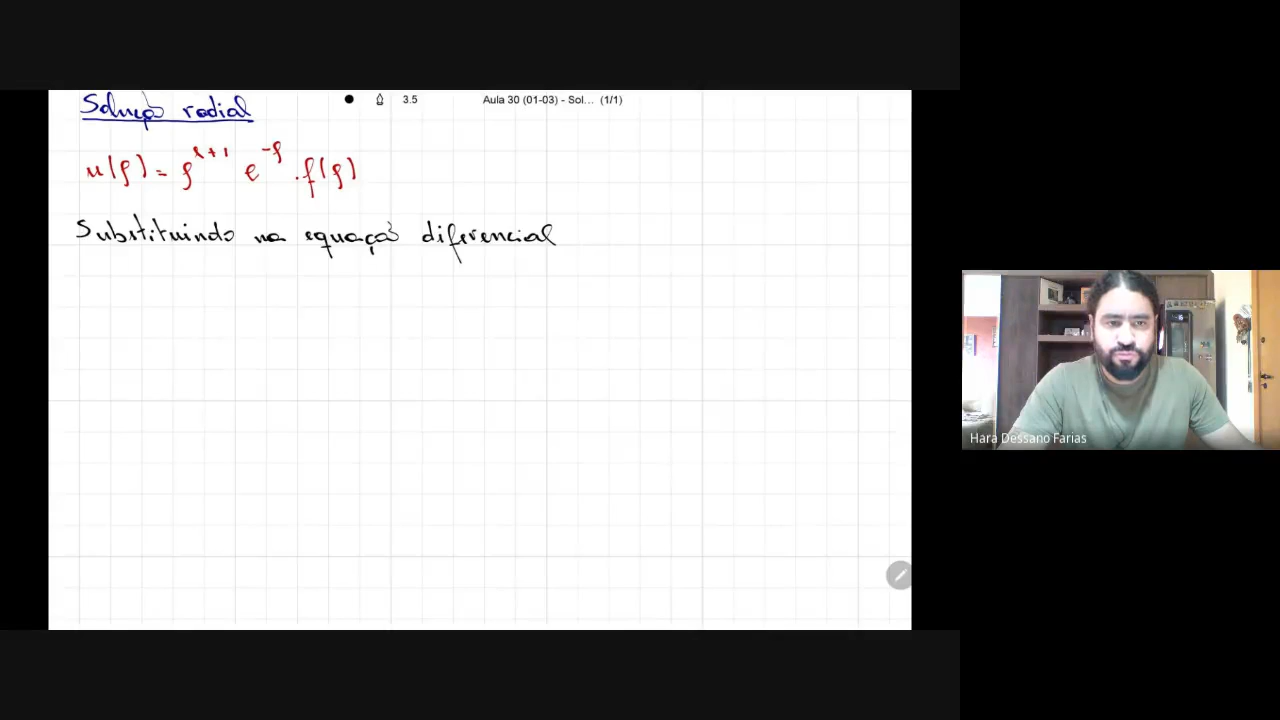 Solução radial
3.5 Aula 30 (01-03) - Sol... (1/1)
u(ρ) = ρ^{ℓ+1} e^{-ρ} . f(ρ)
Substituindo na equação diferencial
Hara Dessano Farias